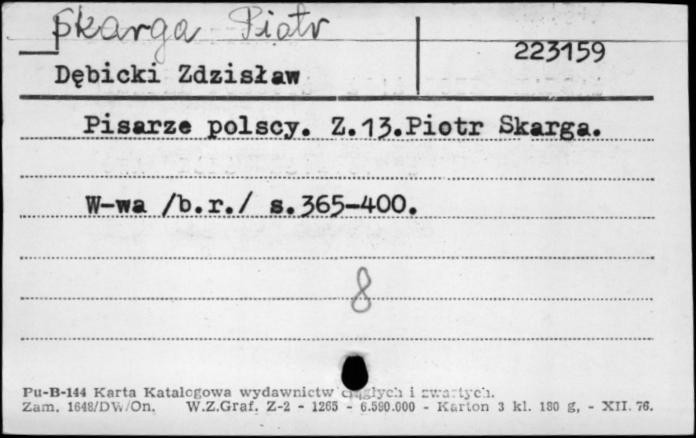 Skarga Piotr
223159
Dębicki Zdzisław
Pisarze polscy. Z.13.Piotr Skarga.
W-wa /b.r./ s.365-400.
8
Pu-B-144 Karta Katalogowa wydawnictw ciągłych i zwartych.
Zam. 1648/DW/On. W.Z.Graf. Z-2 - 1265 - 6.590.000 - Karton 3 kl. 180 g, - XII. 76.